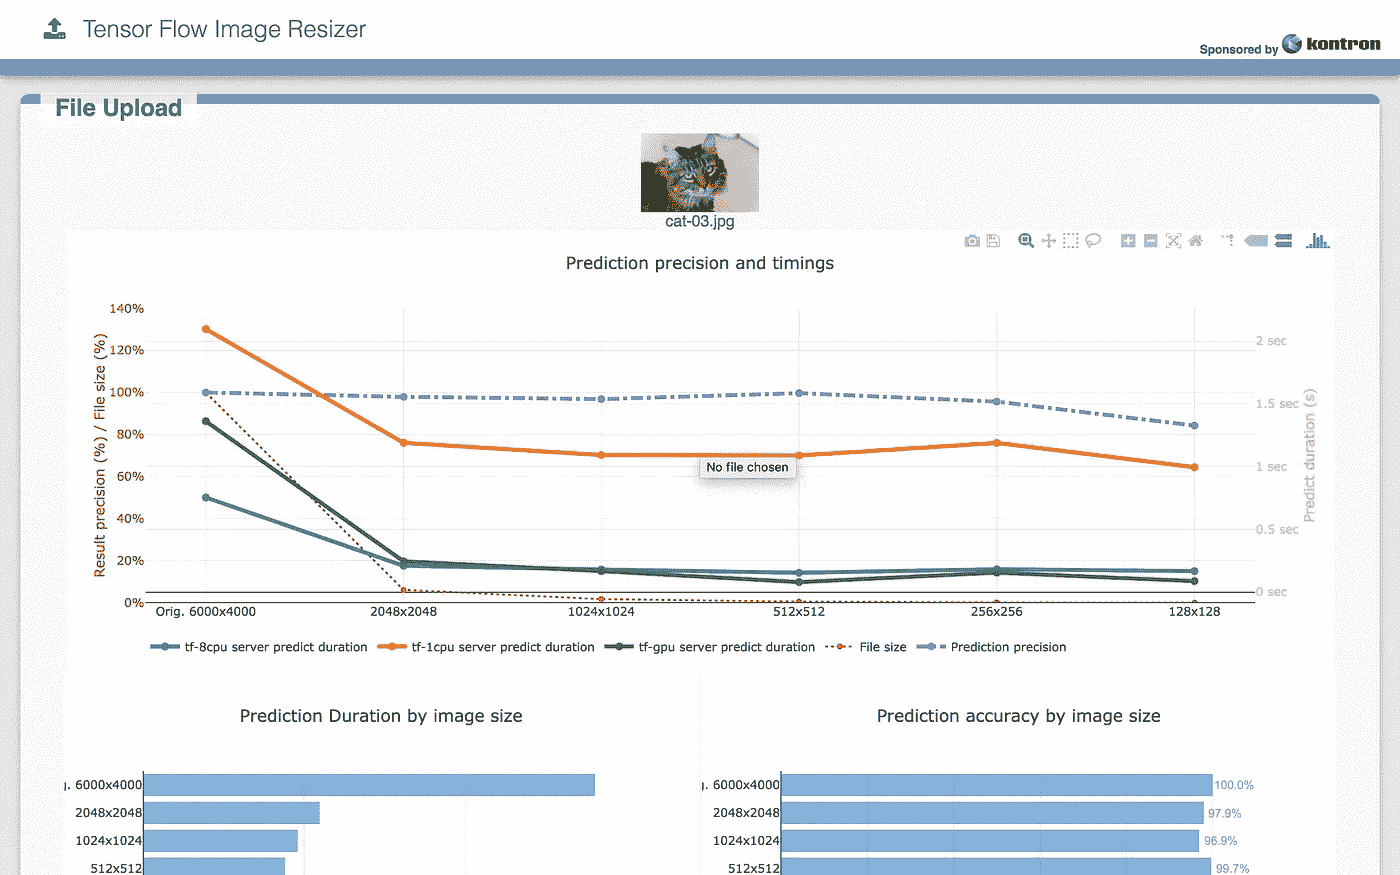 Tensor Flow Image Resizer
Sponsored by kontron
File Upload
cat-03.jpg
Prediction precision and timings
140%
120%
100%
80%
60%
40%
20%
0%
Result precision (%) / File size (%)
2 sec
1.5 sec
1 sec
0.5 sec
0 sec
Predict duration (s)
No file chosen
Orig. 6000x4000 2048x2048 1024x1024 512x512 256x256 128x128
tf-8cpu server predict duration tf-1cpu server predict duration tf-gpu server predict duration File size Prediction precision
Prediction Duration by image size
g. 6000x4000
2048x2048
1024x1024
512x512
Prediction accuracy by image size
g. 6000x4000 100.0%
2048x2048 97.9%
1024x1024 96.9%
512x512 99.7%